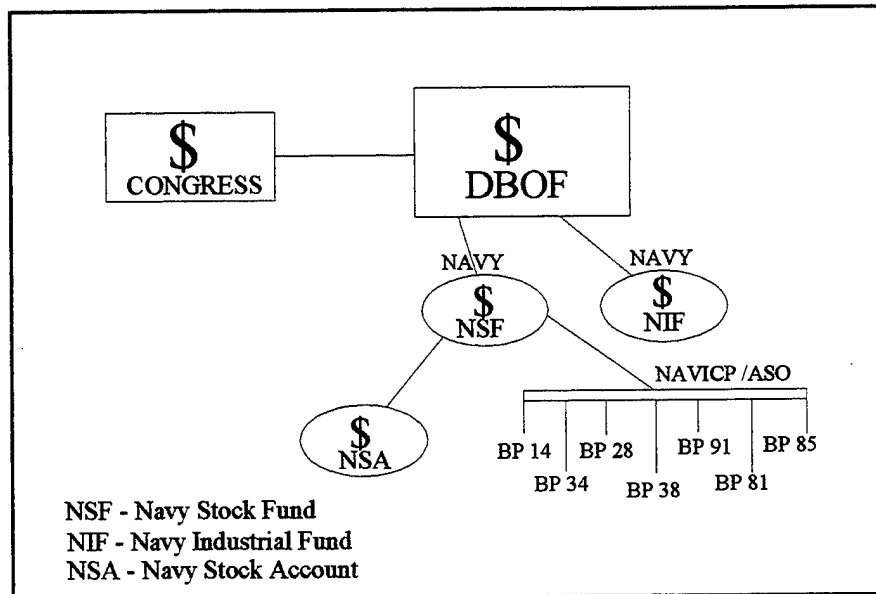 $
CONGRESS
$
DBOF
NAVY
$
NSF
NAVY
$
NIF
$
NSA
NAVICP /ASO
BP 14
BP 34
BP 28
BP 38
BP 91
BP 81
BP 85
NSF - Navy Stock Fund
NIF - Navy Industrial Fund
NSA - Navy Stock Account